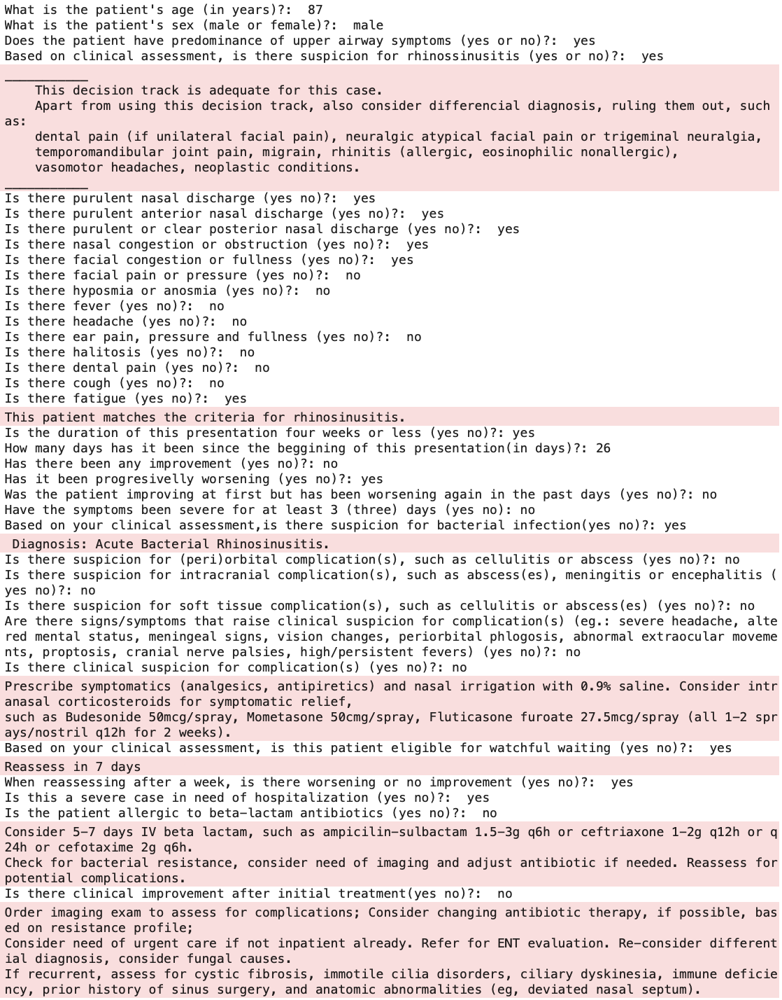 What is the patient's age (in years)?:  87
What is the patient's sex (male or female)?:  male
Does the patient have predominance of upper airway symptoms (yes or no)?:  yes
Based on clinical assessment, is there suspicion for rhinossinusitis (yes or no)?:  yes
___________
    This decision track is adequate for this case.
    Apart from using this decision track, also consider differencial diagnosis, ruling them out, such
as:
    dental pain (if unilateral facial pain), neuralgic atypical facial pain or trigeminal neuralgia,
    temporomandibular joint pain, migrain, rhinitis (allergic, eosinophilic nonallergic),
    vasomotor headaches, neoplastic conditions.
___________
Is there purulent nasal discharge (yes no)?:  yes
Is there purulent anterior nasal discharge (yes no)?:  yes
Is there purulent or clear posterior nasal discharge (yes no)?:  yes
Is there nasal congestion or obstruction (yes no)?:  yes
Is there facial congestion or fullness (yes no)?:  yes
Is there facial pain or pressure (yes no)?:  no
Is there hyposmia or anosmia (yes no)?:  no
Is there fever (yes no)?:  no
Is there headache (yes no)?:  no
Is there ear pain, pressure and fullness (yes no)?:  no
Is there halitosis (yes no)?:  no
Is there dental pain (yes no)?:  no
Is there cough (yes no)?:  no
Is there fatigue (yes no)?:  yes
This patient matches the criteria for rhinosinusitis.
Is the duration of this presentation four weeks or less (yes no)?: yes
How many days has it been since the beggining of this presentation(in days)?: 26
Has there been any improvement (yes no)?: no
Has it been progresivelly worsening (yes no)?: yes
Was the patient improving at first but has been worsening again in the past days (yes no)?: no
Have the symptoms been severe for at least 3 (three) days (yes no): no
Based on your clinical assessment,is there suspicion for bacterial infection(yes no)?: yes
 Diagnosis: Acute Bacterial Rhinosinusitis.
Is there suspicion for (peri)orbital complication(s), such as cellulitis or abscess (yes no)?: no
Is there suspicion for intracranial complication(s), such as abscess(es), meningitis or encephalitis (
yes no)?: no
Is there suspicion for soft tissue complication(s), such as cellulitis or abscess(es) (yes no)?: no
Are there signs/symptoms that raise clinical suspicion for complication(s) (eg.: severe headache, alte
red mental status, meningeal signs, vision changes, periorbital phlogosis, abnormal extraocular moveme
nts, proptosis, cranial nerve palsies, high/persistent fevers) (yes no)?: no
Is there clinical suspicion for complication(s) (yes no)?: no
Prescribe symptomatics (analgesics, antipiretics) and nasal irrigation with 0.9% saline. Consider intr
anasal corticosteroids for symptomatic relief,
such as Budesonide 50mcg/spray, Mometasone 50cmg/spray, Fluticasone furoate 27.5mcg/spray (all 1-2 spr
ays/nostril q12h for 2 weeks).
Based on your clinical assessment, is this patient eligible for watchful waiting (yes no)?:  yes
Reassess in 7 days
When reassessing after a week, is there worsening or no improvement (yes no)?:  yes
Is this a severe case in need of hospitalization (yes no)?:  yes
Is the patient allergic to beta-lactam antibiotics (yes no)?:  no
Consider 5-7 days IV beta lactam, such as ampicilin-sulbactam 1.5-3g q6h or ceftriaxone 1-2g q12h or q
24h or cefotaxime 2g q6h.
Check for bacterial resistance, consider need of imaging and adjust antibiotic if needed. Reassess for
potential complications.
Is there clinical improvement after initial treatment(yes no)?:  no
Order imaging exam to assess for complications; Consider changing antibiotic therapy, if possible, bas
ed on resistance profile;
Consider need of urgent care if not inpatient already. Refer for ENT evaluation. Re-consider different
ial diagnosis, consider fungal causes.
If recurrent, assess for cystic fibrosis, immotile cilia disorders, ciliary dyskinesia, immune deficie
ncy, prior history of sinus surgery, and anatomic abnormalities (eg, deviated nasal septum).